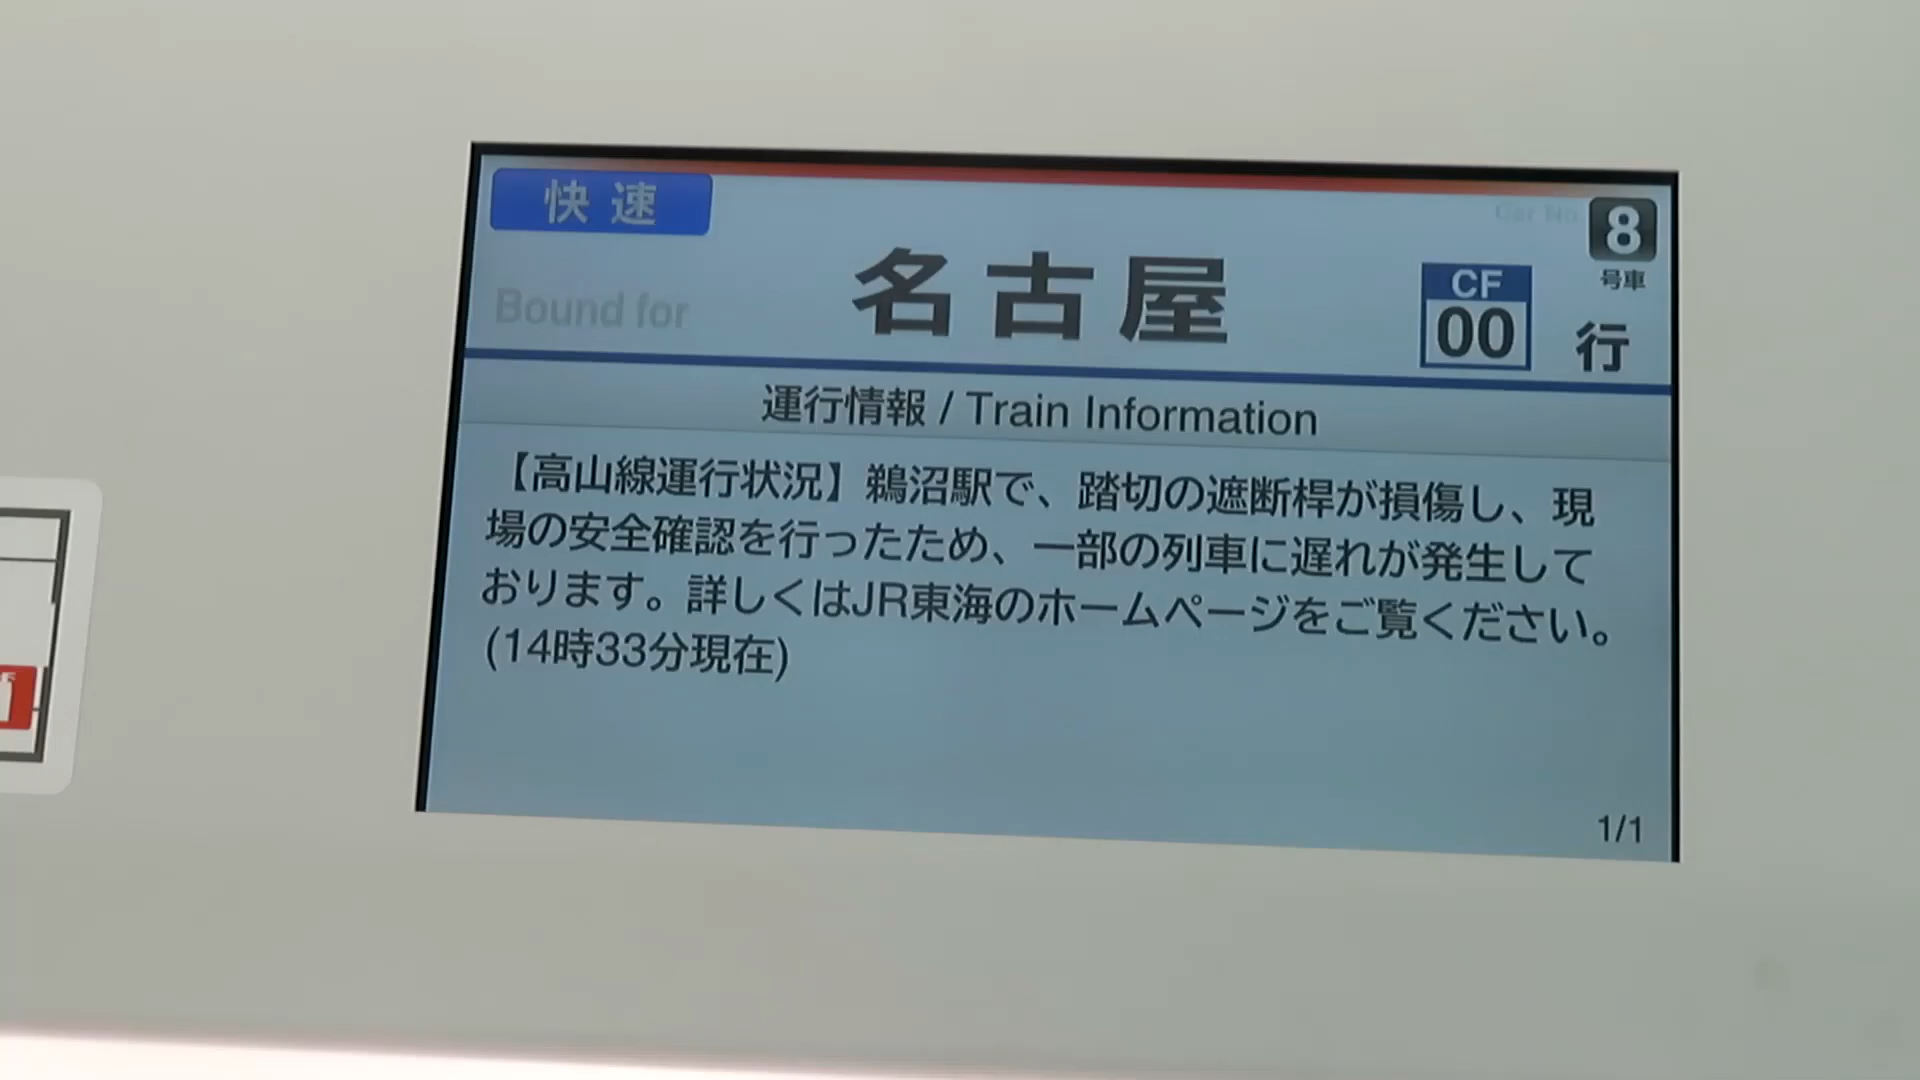 快速
Car No.
8
号車
Bound for
名古屋
CF
00
行
運行情報 / Train Information
【高山線運行状況】鵜沼駅で、踏切の遮断桿が損傷し、現
場の安全確認を行ったため、一部の列車に遅れが発生して
おります。詳しくはJR東海のホームページをご覧ください。
(14時33分現在)
1/1